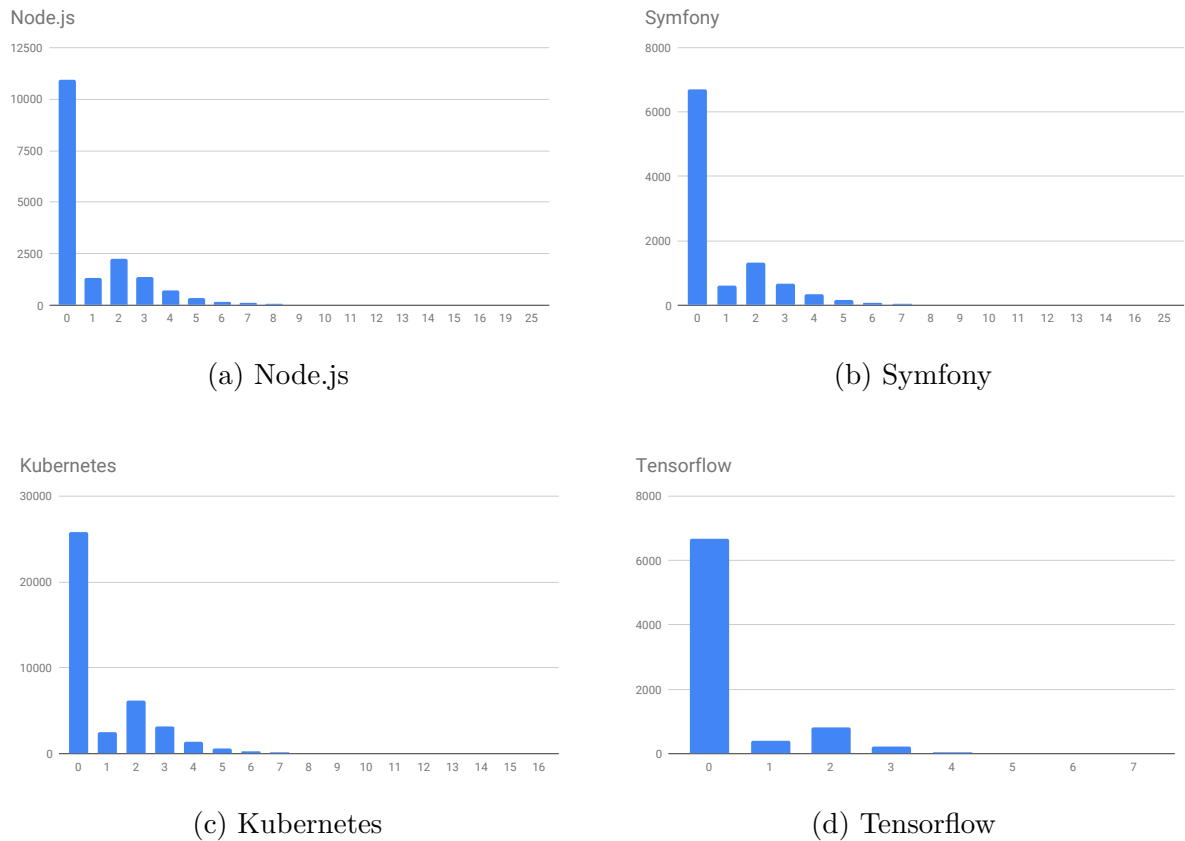 Node.js
12500
10000
7500
5000
2500
0
0 1 2 3 4 5 6 7 8 9 10 11 12 13 14 15 16 19 25
(a) Node.js
Symfony
8000
6000
4000
2000
0
0 1 2 3 4 5 6 7 8 9 10 11 12 13 14 16 25
(b) Symfony
Kubernetes
30000
20000
10000
0
0 1 2 3 4 5 6 7 8 9 10 11 12 13 14 15 16
(c) Kubernetes
Tensorflow
8000
6000
4000
2000
0
0 1 2 3 4 5 6 7
(d) Tensorflow